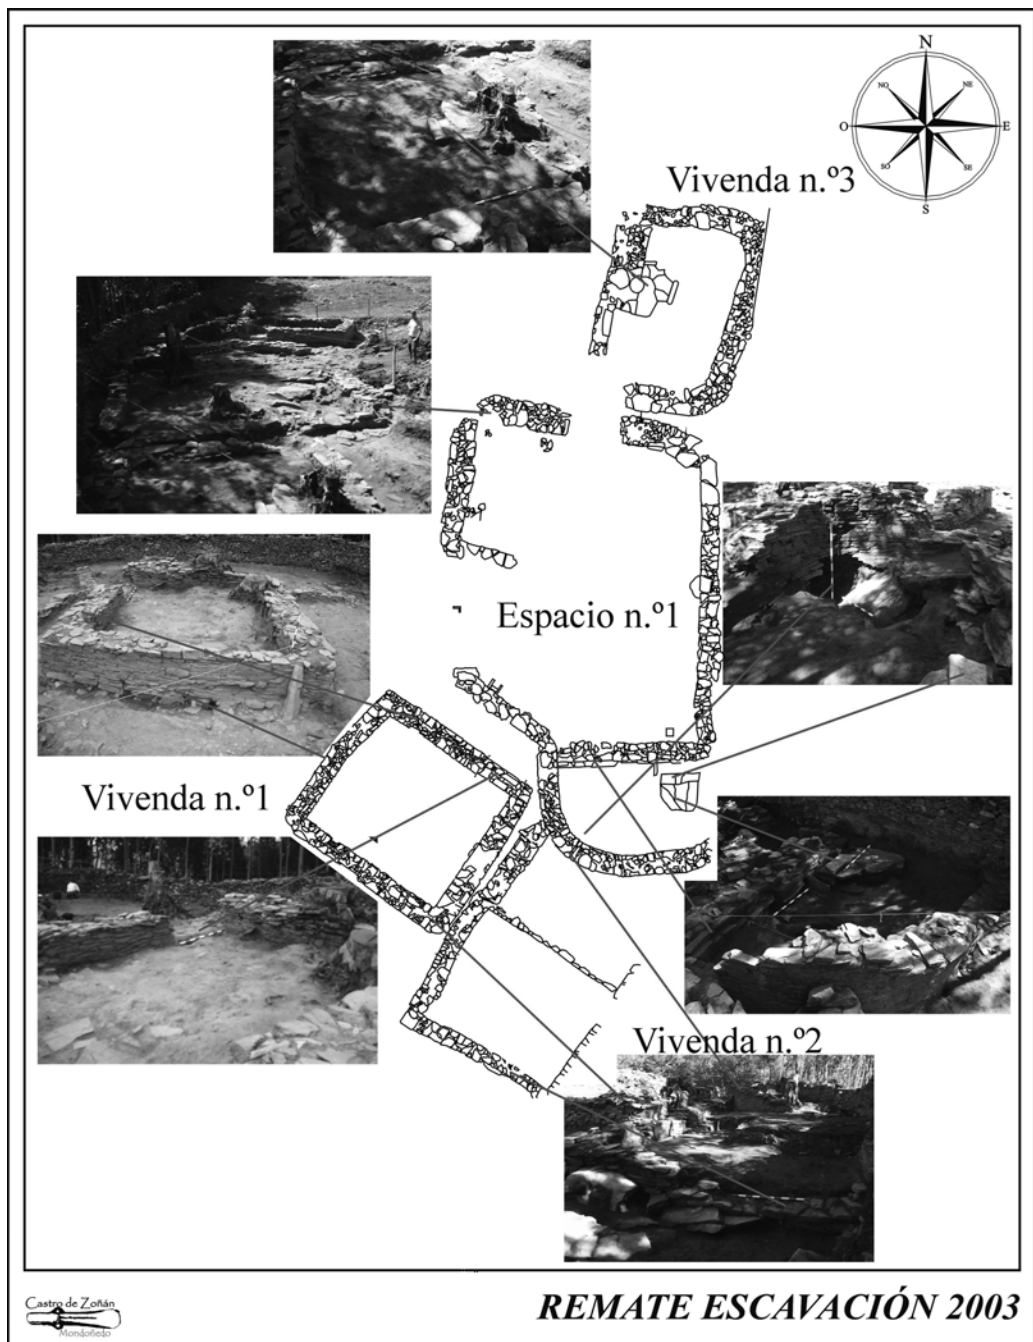 N
NO
NE
O
E
SO
SE
S
Vivenda n.º3
Espacio n.º1
Vivenda n.º1
Vivenda n.º2
Castro de Zoñán
Mondoñedo
REMATE ESCAVACIÓN 2003